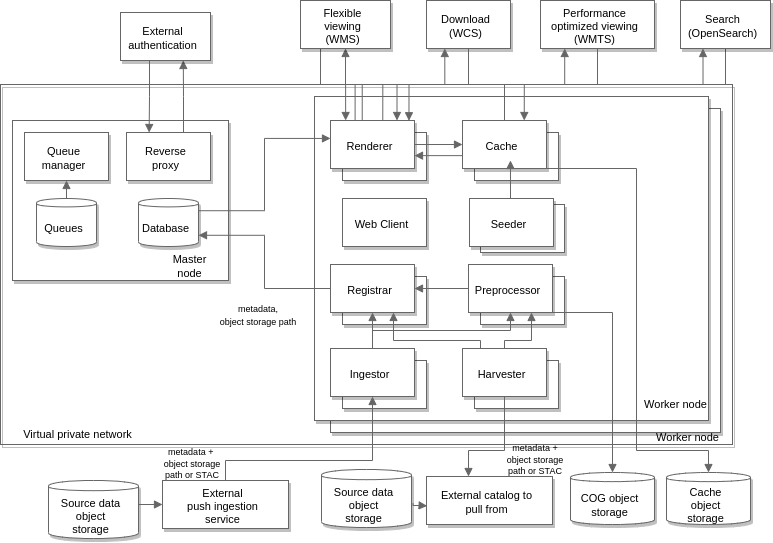 External
authentication
Flexible
viewing
(WMS)
Download
(WCS)
Performance
optimized viewing
(WMTS)
Search
(OpenSearch)
Queue
manager
Reverse
proxy
Queues
Database
Master
node
Renderer
Cache
Web Client
Seeder
Registrar
Preprocessor
metadata,
object storage path
Ingestor
Harvester
Worker node
Worker node
Virtual private network
metadata +
object storage
path or STAC
metadata +
object storage
path or STAC
Source data
object
storage
External
push ingestion
service
Source data
object
storage
External catalog to
pull from
COG object
storage
Cache
object
storage